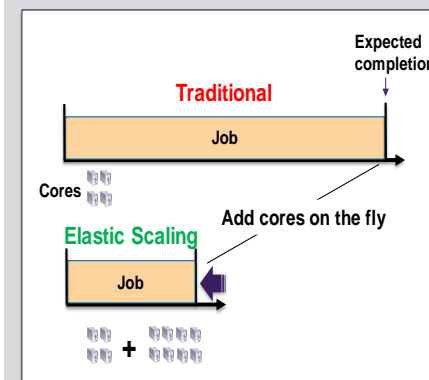 Expected
completion
Traditional
Job
Cores
Add cores on the fly
Elastic Scaling
Job
+